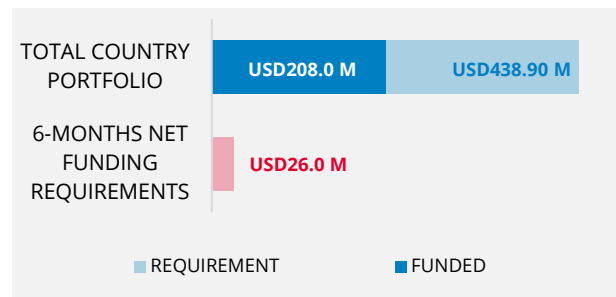 TOTAL COUNTRY
PORTFOLIO
USD208.0 M
USD438.90 M
6-MONTHS NET
FUNDING
REQUIREMENTS
USD26.0 M
REQUIREMENT
FUNDED